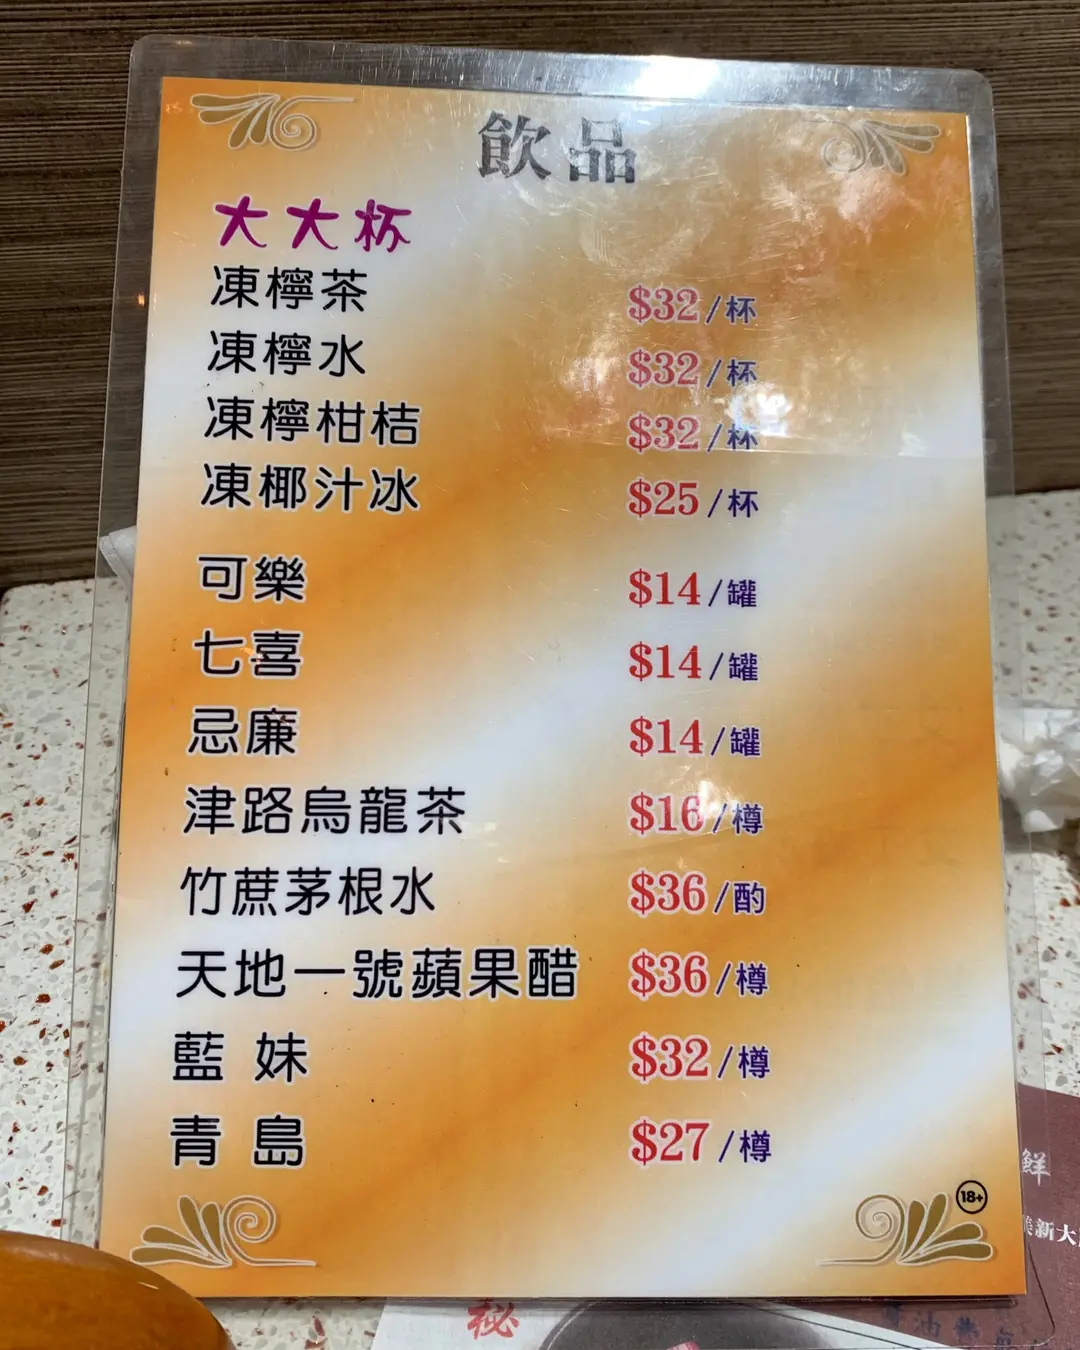 飲品
大大杯
凍檸茶 $32/杯
凍檸水 $32/杯
凍檸柑桔 $32/杯
凍椰汁冰 $25/杯
可樂 $14/罐
七喜 $14/罐
忌廉 $14/罐
津路烏龍茶 $16/樽
竹蔗茅根水 $36/酌
天地一號蘋果醋 $36/樽
藍妹 $32/樽
青島 $27/樽
18+
鮮
新大
秘